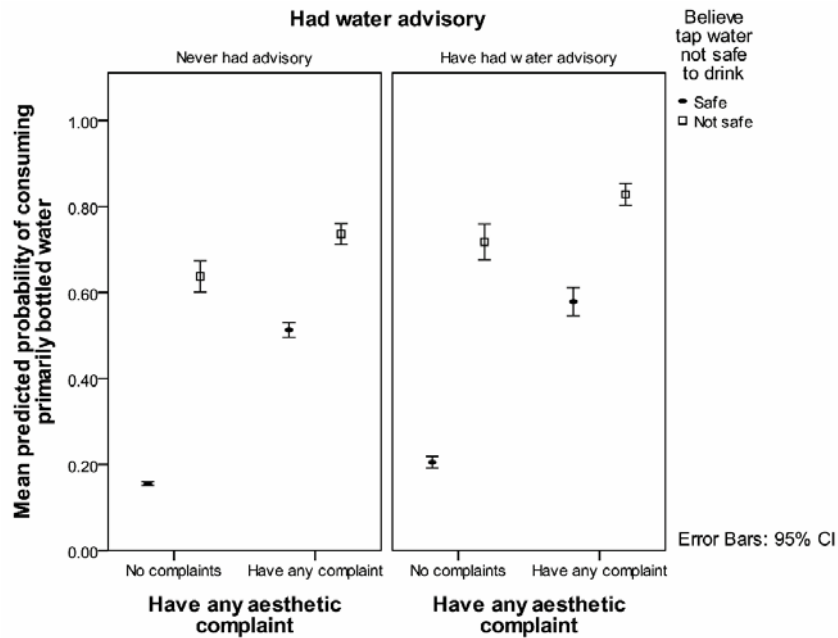 Had water advisory
Never had advisory
Have had water advisory
Believe
tap water
not safe
to drink
Safe
Not safe
Mean predicted probability of consuming
primarily bottled water
1.00
0.80
0.60
0.40
0.20
0.00
No complaints
Have any complaint
No complaints
Have any complaint
Have any aesthetic
complaint
Have any aesthetic
complaint
Error Bars: 95% CI